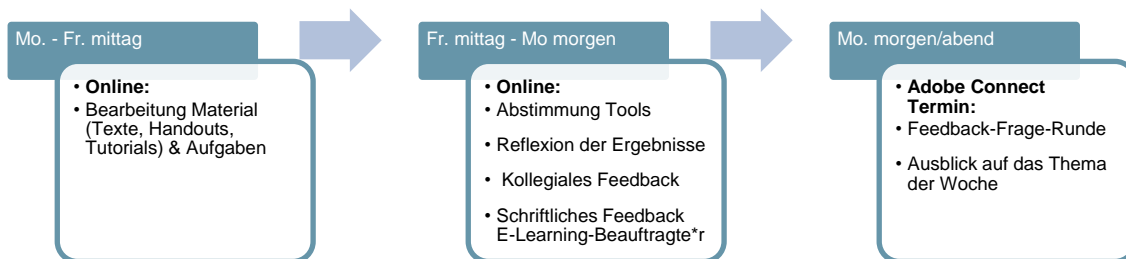 Mo. - Fr. mittag
• Online:
• Bearbeitung Material
(Texte, Handouts,
Tutorials) & Aufgaben
Fr. mittag - Mo morgen
• Online:
• Abstimmung Tools
• Reflexion der Ergebnisse
• Kollegiales Feedback
• Schriftliches Feedback
E-Learning-Beauftragte*r
Mo. morgen/abend
• Adobe Connect
Termin:
• Feedback-Frage-Runde
• Ausblick auf das Thema
der Woche